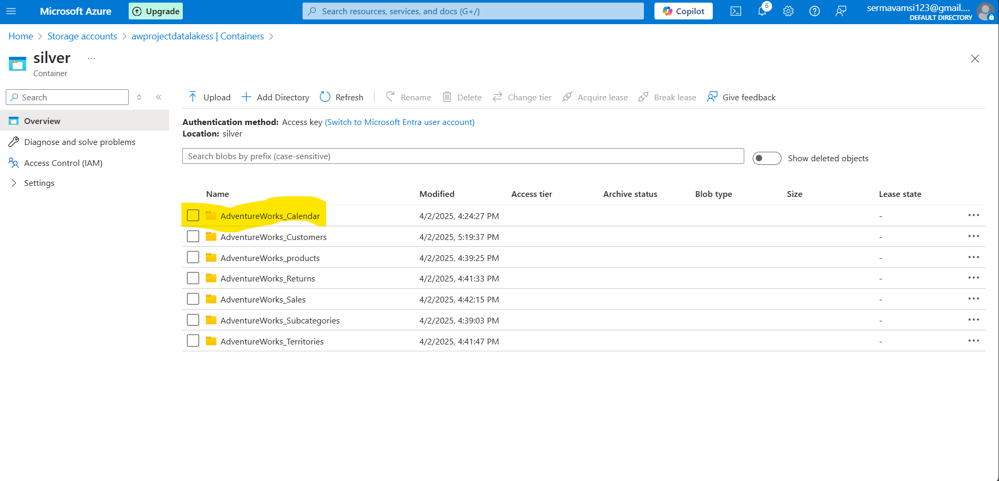 Microsoft Azure
Upgrade
Search resources, services, and docs (G+/)
Copilot
6
sermavamsi123@gmail....
DEFAULT DIRECTORY
Home > Storage accounts > awprojectdatalakess | Containers >
silver ...
Container
Search
Overview
Diagnose and solve problems
Access Control (IAM)
Settings
Upload Add Directory Refresh Rename Delete Change tier Acquire lease Break lease Give feedback
Authentication method: Access key (Switch to Microsoft Entra user account)
Location: silver
Search blobs by prefix (case-sensitive)
Show deleted objects
Name Modified Access tier Archive status Blob type Size Lease state
AdventureWorks_Calendar 4/2/2025, 4:24:27 PM -
AdventureWorks_Customers 4/2/2025, 5:19:37 PM -
AdventureWorks_products 4/2/2025, 4:39:25 PM -
AdventureWorks_Returns 4/2/2025, 4:41:33 PM -
AdventureWorks_Sales 4/2/2025, 4:42:15 PM -
AdventureWorks_Subcategories 4/2/2025, 4:39:03 PM -
AdventureWorks_Territories 4/2/2025, 4:41:47 PM -